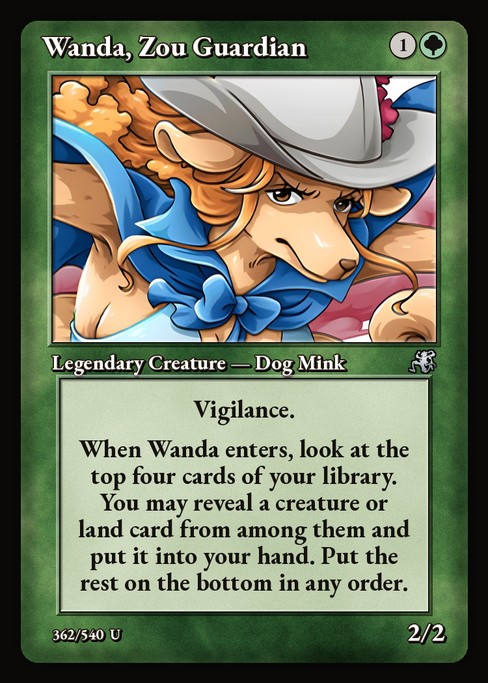 Wanda, Zou Guardian 1
Legendary Creature — Dog Mink
Vigilance.
When Wanda enters, look at the
top four cards of your library.
You may reveal a creature or
land card from among them and
put it into your hand. Put the
rest on the bottom in any order.
362/540 U 2/2